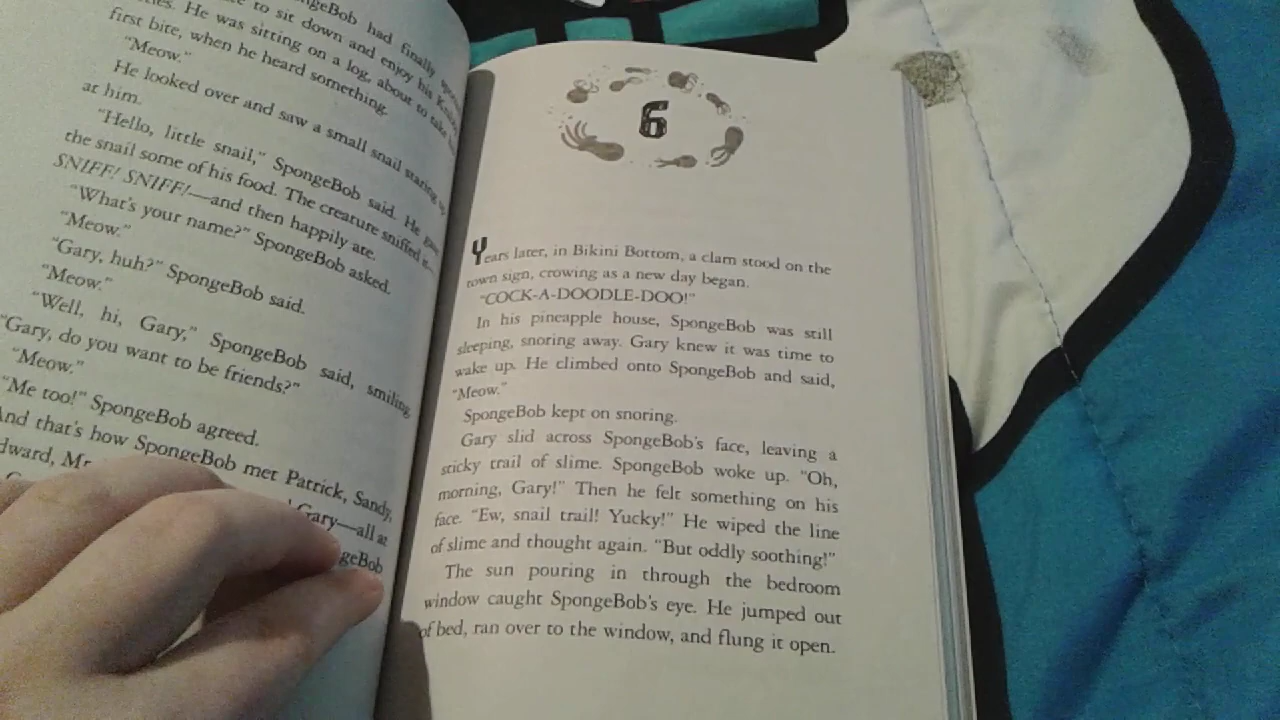 ngeBob had finally
to sit down and enjoy his
He was sitting on a log, about to take
first bite, when he heard something.
"Meow."
He looked over and saw a small snail staring
at him.
"Hello, little snail," SpongeBob said. He
the snail some of his food. The creature sniffed it—
SNIFF! SNIFF!—and then happily ate.
"What's your name?" SpongeBob asked.
"Meow."
"Gary, huh?" SpongeBob said.
"Meow."
"Well, hi, Gary," SpongeBob said, smiling.
"Gary, do you want to be friends?"
"Meow."
"Me too!" SpongeBob agreed.
And that's how SpongeBob met Patrick, Sandy,
Gary—all at
geBob
6
Years later, in Bikini Bottom, a clam stood on the
town sign, crowing as a new day began.
"COCK-A-DOODLE-DOO!"
In his pineapple house, SpongeBob was still
sleeping, snoring away. Gary knew it was time to
wake up. He climbed onto SpongeBob and said,
"Meow."
SpongeBob kept on snoring.
Gary slid across SpongeBob's face, leaving a
sticky trail of slime. SpongeBob woke up. "Oh,
morning, Gary!" Then he felt something on his
face. "Ew, snail trail! Yucky!" He wiped the line
of slime and thought again. "But oddly soothing!"
The sun pouring in through the bedroom
window caught SpongeBob's eye. He jumped out
of bed, ran over to the window, and flung it open.